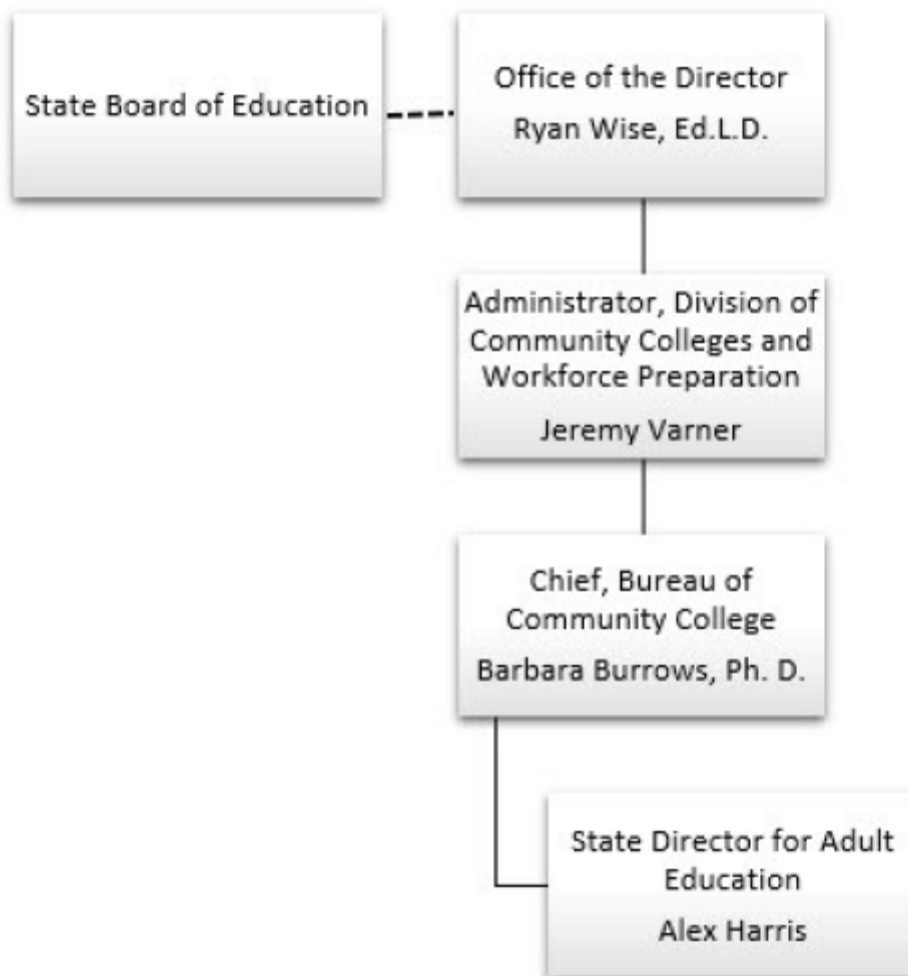 State Board of Education
Office of the Director
Ryan Wise, Ed.L.D.
Administrator, Division of
Community Colleges and
Workforce Preparation
Jeremy Varner
Chief, Bureau of
Community College
Barbara Burrows, Ph. D.
State Director for Adult
Education
Alex Harris